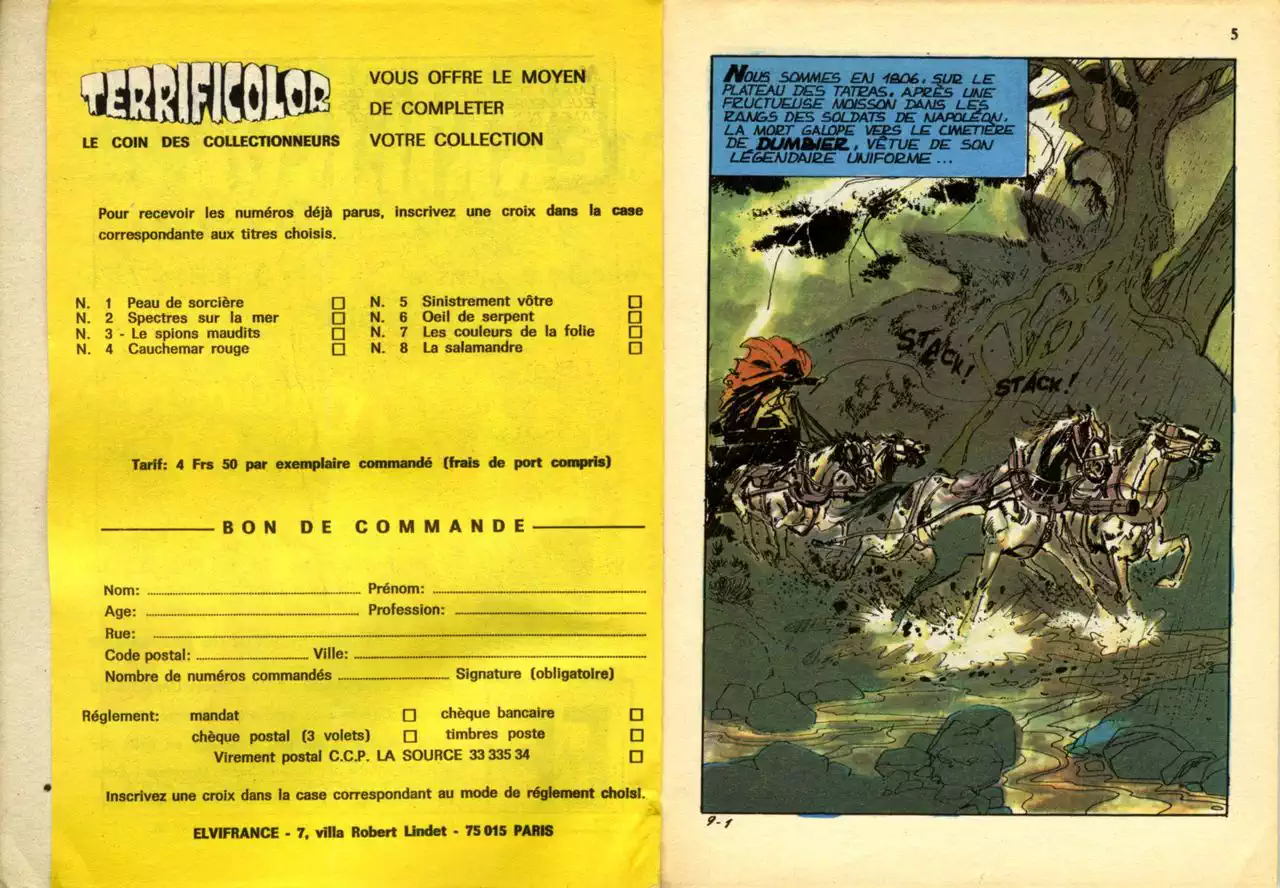 TERRIFICOLOR
LE COIN DES COLLECTIONNEURS
VOUS OFFRE LE MOYEN
DE COMPLETER
VOTRE COLLECTION
Pour recevoir les numéros déjà parus, inscrivez une croix dans la case
correspondante aux titres choisis.
N. 1 Peau de sorcière
N. 2 Spectres sur la mer
N. 3 - Le spions maudits
N. 4 Cauchemar rouge
N. 5 Sinistrement vôtre
N. 6 Oeil de serpent
N. 7 Les couleurs de la folie
N. 8 La salamandre
Tarif: 4 Frs 50 par exemplaire commandé (frais de port compris)
BON DE COMMANDE
Nom: Prénom:
Age: Profession:
Rue:
Code postal: Ville:
Nombre de numéros commandés Signature (obligatoire)
Réglement: mandat chèque bancaire
chèque postal (3 volets) timbres poste
Virement postal C.C.P. LA SOURCE 33 335 34
Inscrivez une croix dans la case correspondant au mode de réglement choisi.
ELVIFRANCE - 7, villa Robert Lindet - 75 015 PARIS
5
NOUS SOMMES EN 1806, SUR LE
PLATEAU DES TATRAS. APRÈS UNE
FRUCTUEUSE MOISSON DANS LES
RANGS DES SOLDATS DE NAPOLÉON,
LA MORT GALOPE VERS LE CIMETIÈRE
DE DUMBIER, VÊTUE DE SON
LÉGENDAIRE UNIFORME...
STACK!
STACK!
9-1